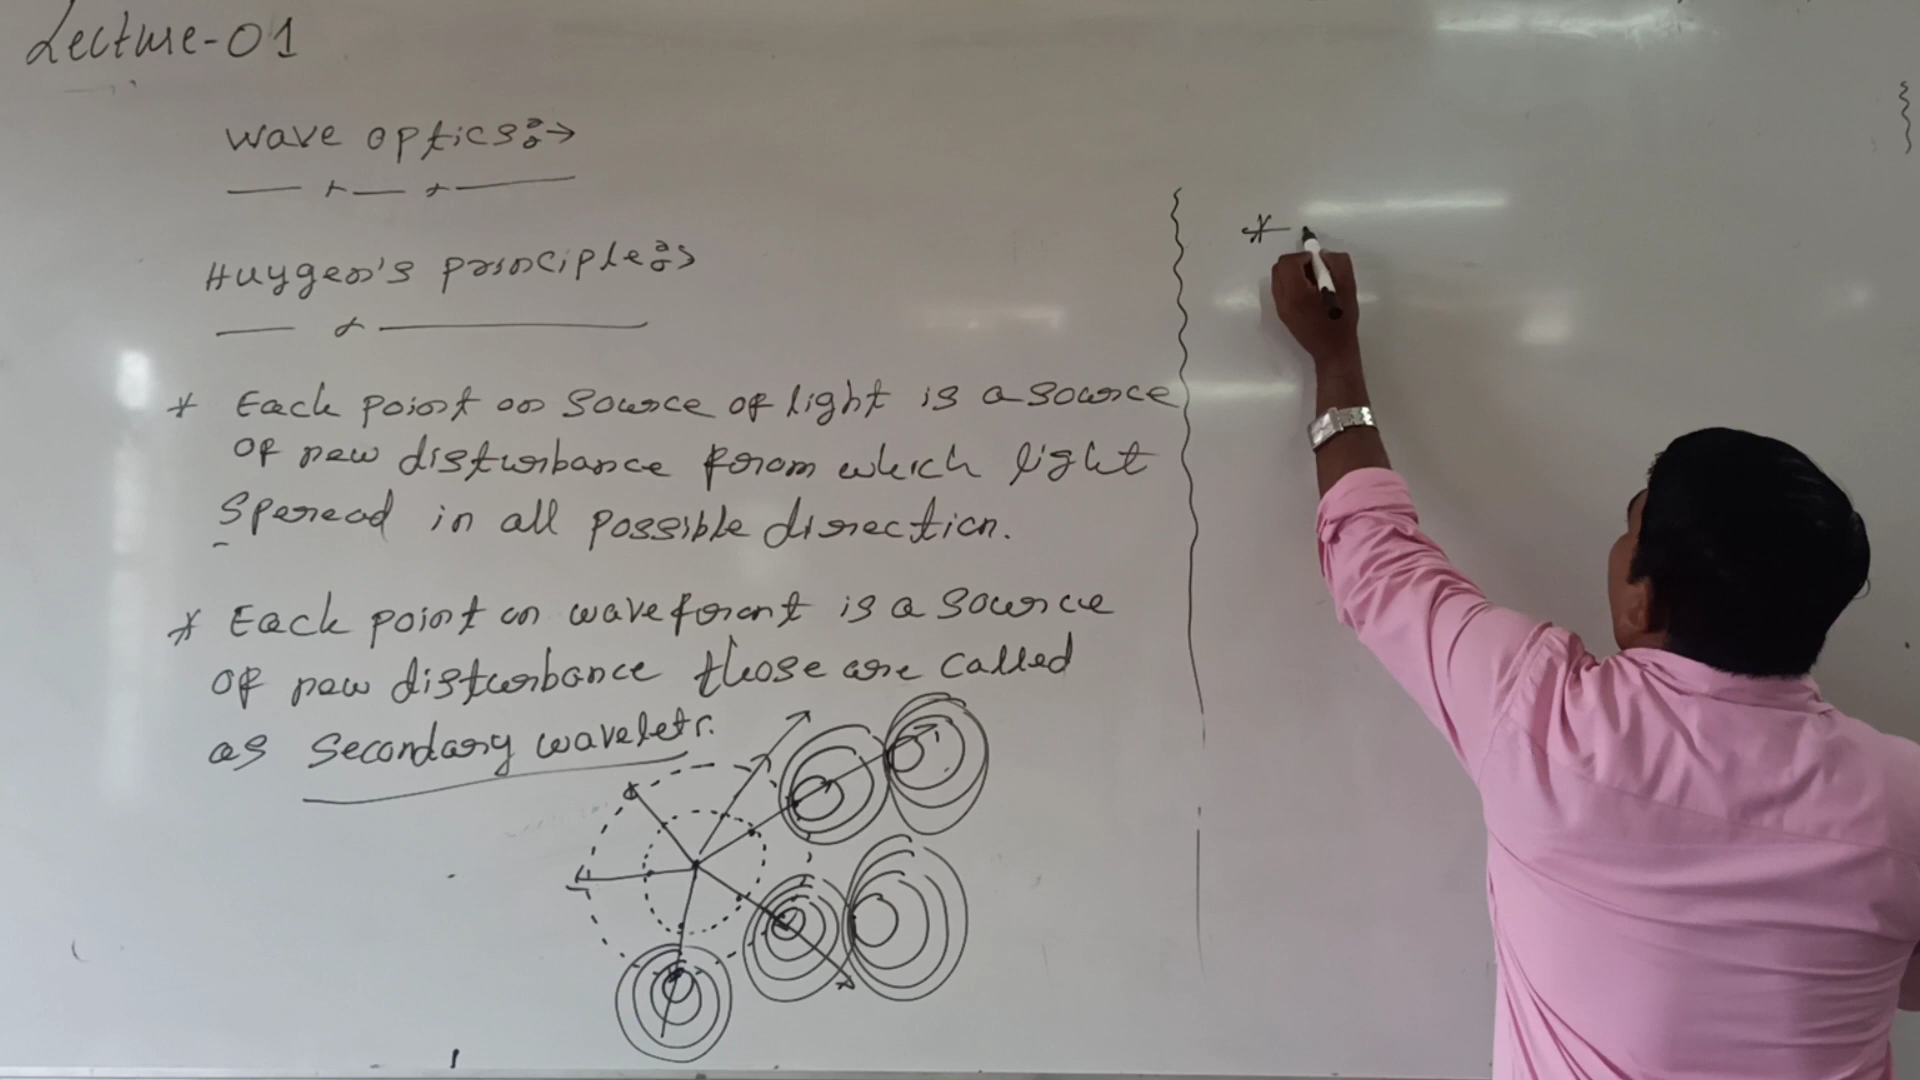 Lecture-01
wave optics:→
Huygen's principle:→
* Each point on source of light is a source
of new disturbance from which light
spread in all possible direction.
* Each point on wavefront is a source
of new disturbance those are called
as secondary wavelets.
*